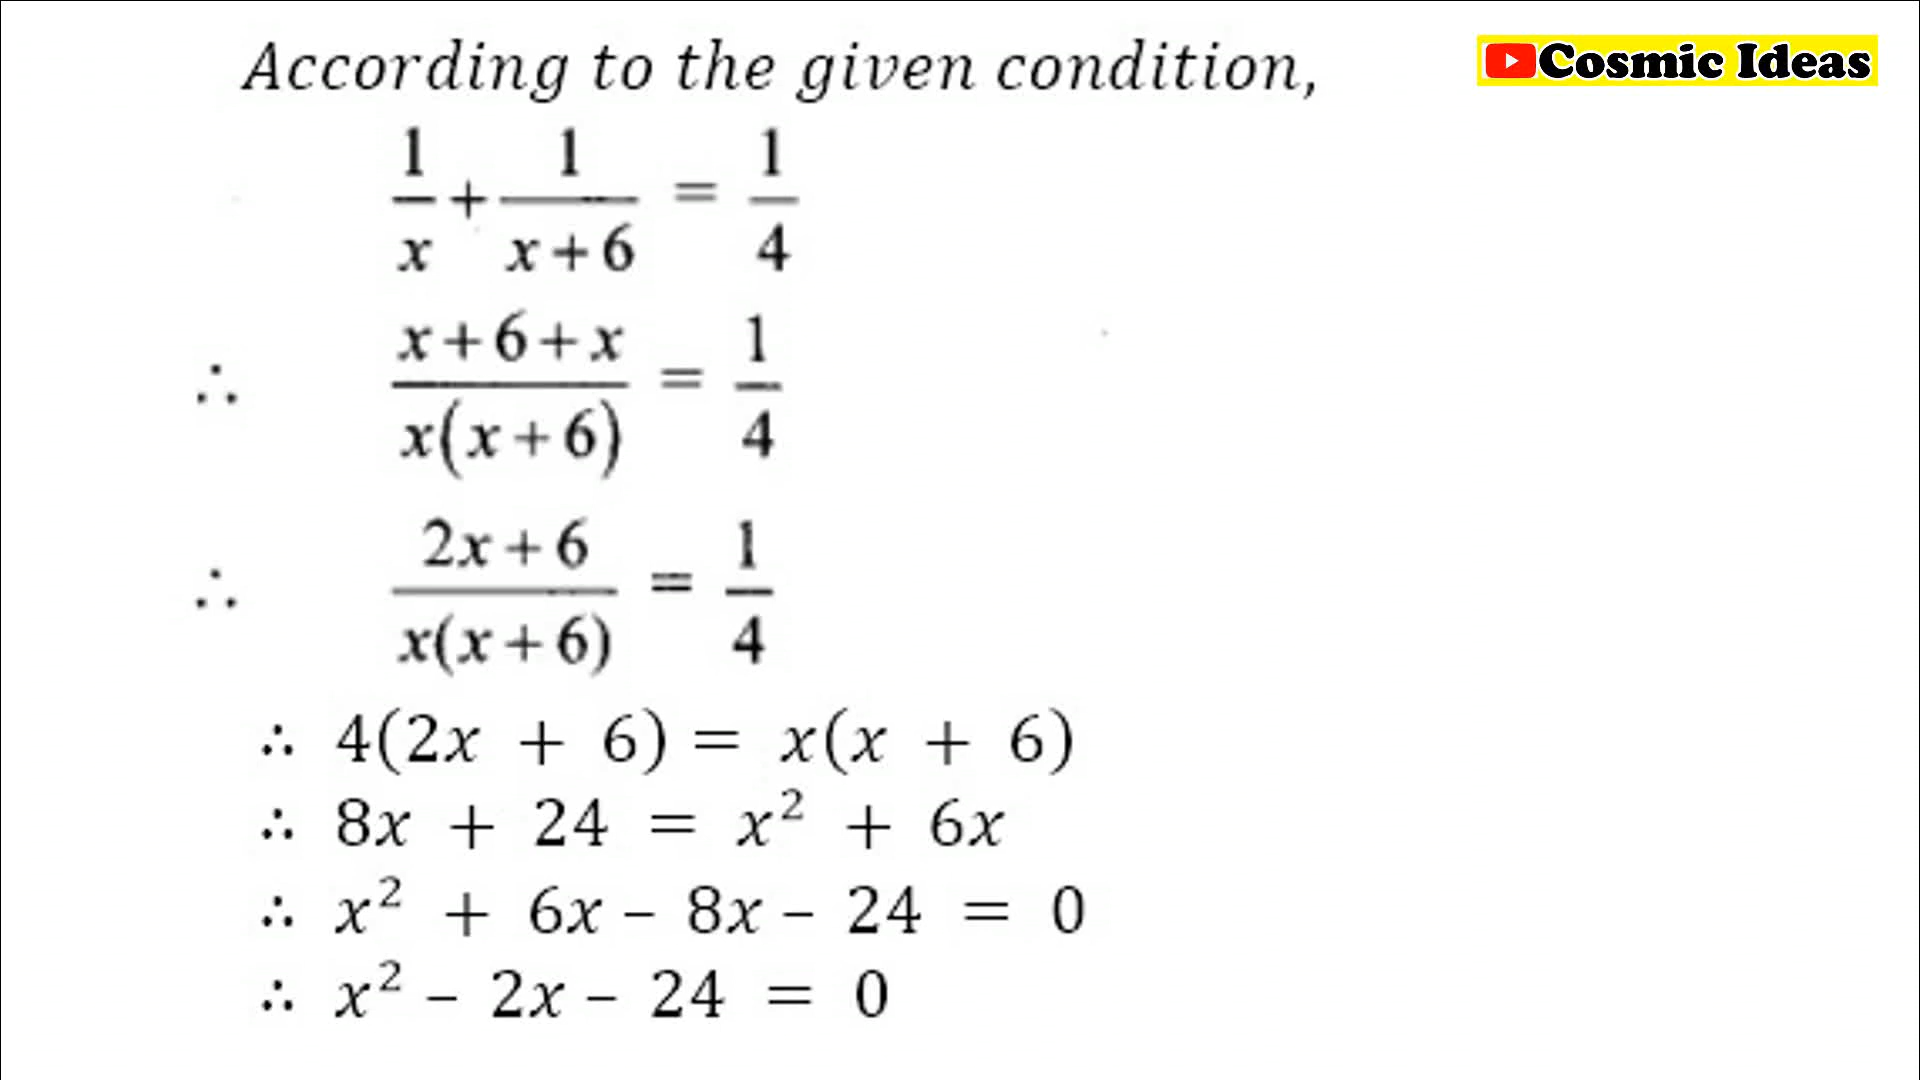 According to the given condition,
Cosmic Ideas
1/x + 1/(x+6) = 1/4
∴ (x+6+x)/(x(x+6)) = 1/4
∴ (2x+6)/(x(x+6)) = 1/4
∴ 4(2x + 6) = x(x + 6)
∴ 8x + 24 = x² + 6x
∴ x² + 6x – 8x – 24 = 0
∴ x² – 2x – 24 = 0